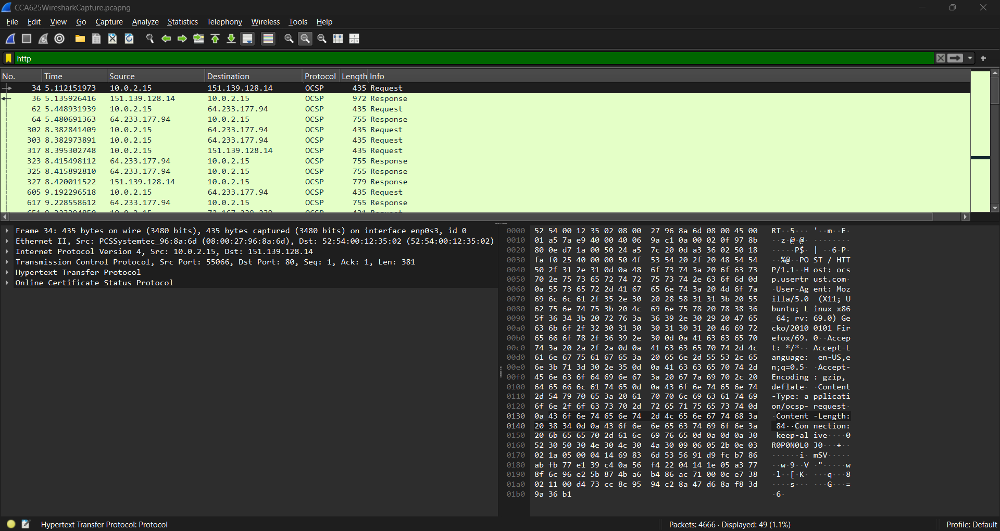 CCA625WiresharkCapture.pcapng
File Edit View Go Capture Analyze Statistics Telephony Wireless Tools Help
http
No. Time Source Destination Protocol Length Info
34 5.112151973 10.0.2.15 151.139.128.14 OCSP 435 Request
36 5.135926416 151.139.128.14 10.0.2.15 OCSP 972 Response
62 5.448931939 10.0.2.15 64.233.177.94 OCSP 435 Request
64 5.480691363 64.233.177.94 10.0.2.15 OCSP 755 Response
302 8.382841409 10.0.2.15 64.233.177.94 OCSP 435 Request
303 8.382973891 10.0.2.15 64.233.177.94 OCSP 435 Request
317 8.395302748 10.0.2.15 151.139.128.14 OCSP 435 Request
323 8.415498112 64.233.177.94 10.0.2.15 OCSP 755 Response
325 8.415892810 64.233.177.94 10.0.2.15 OCSP 755 Response
327 8.420011522 151.139.128.14 10.0.2.15 OCSP 779 Response
605 9.192296518 10.0.2.15 64.233.177.94 OCSP 435 Request
617 9.228558612 64.233.177.94 10.0.2.15 OCSP 755 Response
Frame 34: 435 bytes on wire (3480 bits), 435 bytes captured (3480 bits) on interface enp0s3, id 0
Ethernet II, Src: PCSSystemtec_96:8a:6d (08:00:27:96:8a:6d), Dst: 52:54:00:12:35:02 (52:54:00:12:35:02)
Internet Protocol Version 4, Src: 10.0.2.15, Dst: 151.139.128.14
Transmission Control Protocol, Src Port: 55066, Dst Port: 80, Seq: 1, Ack: 1, Len: 381
Hypertext Transfer Protocol
Online Certificate Status Protocol
0000 52 54 00 12 35 02 08 00 27 96 8a 6d 08 00 45 00 RT··5··· '··m··E·
0010 01 a5 7a e9 40 00 40 06 9a c1 0a 00 02 0f 97 8b ··z·@·@· ········
0020 80 0e d7 1a 00 50 24 a5 7c 20 0d a3 36 02 50 18 ·····P$· | ··6·P·
0030 fa f0 25 40 00 00 50 4f 53 54 20 2f 20 48 54 54 ··%@··PO ST / HTT
0040 50 2f 31 2e 31 0d 0a 48 6f 73 74 3a 20 6f 63 73 P/1.1··H ost: ocs
0050 70 2e 75 73 65 72 74 72 75 73 74 2e 63 6f 6d 0d p.usertr ust.com·
0060 0a 55 73 65 72 2d 41 67 65 6e 74 3a 20 4d 6f 7a ·User-Ag ent: Moz
0070 69 6c 6c 61 2f 35 2e 30 20 28 58 31 31 3b 20 55 illa/5.0 (X11; U
0080 62 75 6e 74 75 3b 20 4c 69 6e 75 78 20 78 38 36 buntu; L inux x86
0090 5f 36 34 3b 20 72 76 3a 36 39 2e 30 29 20 47 65 _64; rv: 69.0) Ge
00a0 63 6b 6f 2f 32 30 31 30 30 31 30 31 20 46 69 72 cko/2010 0101 Fir
00b0 65 66 6f 78 2f 36 39 2e 30 0d 0a 41 63 63 65 70 efox/69. 0··Accep
00c0 74 3a 20 2a 2f 2a 0d 0a 41 63 63 65 70 74 2d 4c t: */*·· Accept-L
00d0 61 6e 67 75 61 67 65 3a 20 65 6e 2d 55 53 2c 65 anguage: en-US,e
00e0 6e 3b 71 3d 30 2e 35 0d 0a 41 63 63 65 70 74 2d n;q=0.5· ·Accept-
00f0 45 6e 63 6f 64 69 6e 67 3a 20 67 7a 69 70 2c 20 Encoding : gzip,
0100 64 65 66 6c 61 74 65 0d 0a 43 6f 6e 74 65 6e 74 deflate· ·Content
0110 2d 54 79 70 65 3a 20 61 70 70 6c 69 63 61 74 69 -Type: a pplicati
0120 6f 6e 2f 6f 63 73 70 2d 72 65 71 75 65 73 74 0d on/ocsp- request·
0130 0a 43 6f 6e 74 65 6e 74 2d 4c 65 6e 67 74 68 3a ·Content -Length:
0140 20 38 34 0d 0a 43 6f 6e 6e 65 63 74 69 6f 6e 3a 84··Con nection:
0150 20 6b 65 65 70 2d 61 6c 69 76 65 0d 0a 0d 0a 30 keep-al ive····0
0160 52 30 50 30 4e 30 4c 30 4a 30 09 06 05 2b 0e 03 R0P0N0L0 J0···+··
0170 02 1a 05 00 04 14 69 83 6d 53 56 91 d9 fc b7 86 ······i· mSV·····
0180 ab fb 77 e1 39 c4 0a 56 f4 22 04 14 1e 05 a3 77 ··w·9··V ·"·····w
0190 8f 6c 96 e2 5b 87 4b a6 b4 86 ac 71 00 0c e7 38 ·l··[·K· ···q···8
01a0 02 11 00 d4 73 cc 8c 95 94 c2 8a 47 d6 8a f8 3d ····s··· ···G···=
01b0 9a 36 b1 ·6·
Hypertext Transfer Protocol: Protocol
Packets: 4666 · Displayed: 49 (1.1%)
Profile: Default